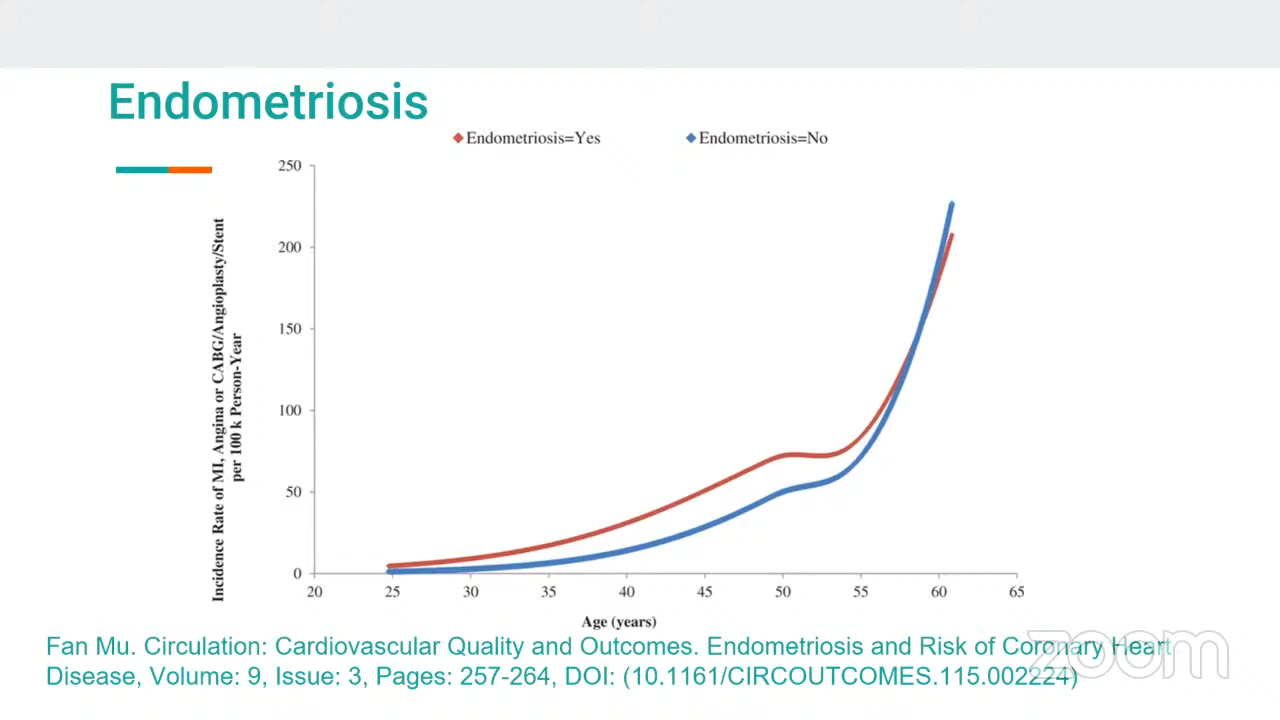 Endometriosis
Endometriosis=Yes
Endometriosis=No
Incidence Rate of MI, Angina or CABG/Angioplasty/Stent
per 100 k Person-Year
250
200
150
100
50
0
20
25
30
35
40
45
50
55
60
65
Age (years)
Fan Mu. Circulation: Cardiovascular Quality and Outcomes. Endometriosis and Risk of Coronary Heart
Disease, Volume: 9, Issue: 3, Pages: 257-264, DOI: (10.1161/CIRCOUTCOMES.115.002224)
zoom